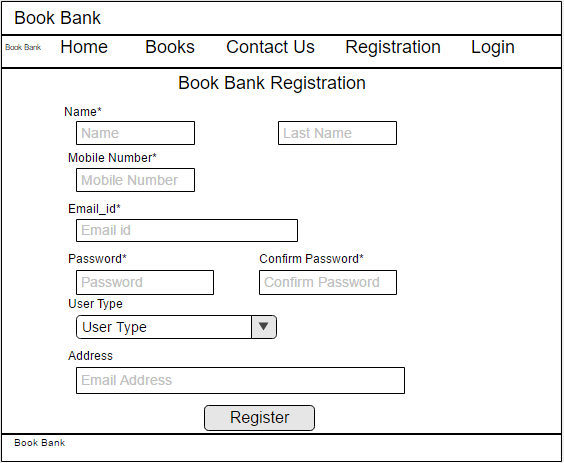 Book Bank
Book Bank Home Books Contact Us Registration Login
Book Bank Registration
Name*
Name Last Name
Mobile Number*
Mobile Number
Email_id*
Email id
Password* Confirm Password*
Password Confirm Password
User Type
User Type
Address
Email Address
Register
Book Bank